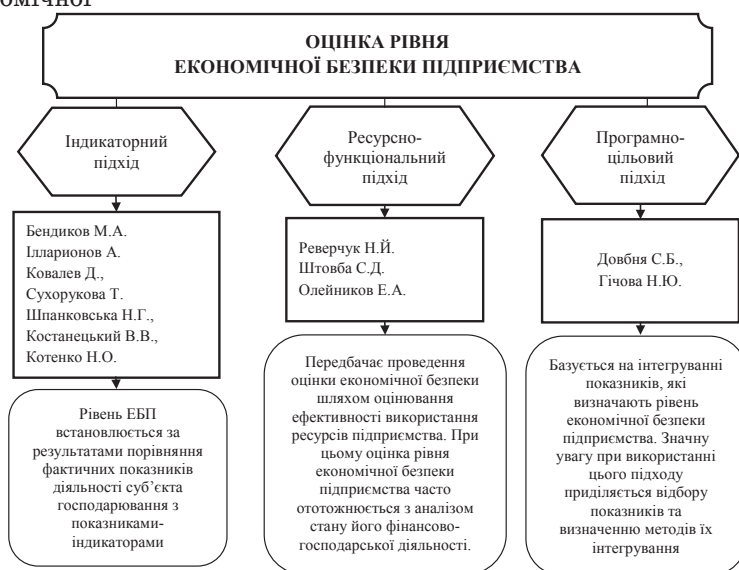 ОЦІНКА РІВНЯ
ЕКОНОМІЧНОЇ БЕЗПЕКИ ПІДПРИЄМСТВА
Індикаторний
підхід
Бендиков М.А.
Ілларионов А.
Ковалев Д.,
Сухорукова Т.
Шпанковська Н.Г.,
Костанецький В.В.,
Котенко Н.О.
Рівень ЕБП
встановлюється за
результатами порівняння
фактичних показників
діяльності суб’єкта
господарювання з
показниками-
індикаторами
Ресурсно-
функціональний
підхід
Реверчук Н.Й.
Штовба С.Д.
Олейников Е.А.
Передбачає проведення
оцінки економічної безпеки
шляхом оцінювання
ефективності використання
ресурсів підприємства. При
цьому оцінка рівня
економічної безпеки
підприємства часто
ототожнюється з аналізом
стану його фінансово-
господарської діяльності.
Програмно-
цільовий
підхід
Довбня С.Б.,
Гічова Н.Ю.
Базується на інтегруванні
показників, які
визначають рівень
економічної безпеки
підприємства. Значну
увагу при використанні
цього підходу
приділяється відбору
показників та
визначенню методів їх
інтегрування